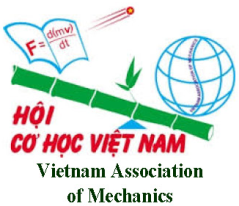 F= d(mv)/dt
HỘI
CƠ HỌC VIỆT NAM
Vietnam Association
of Mechanics